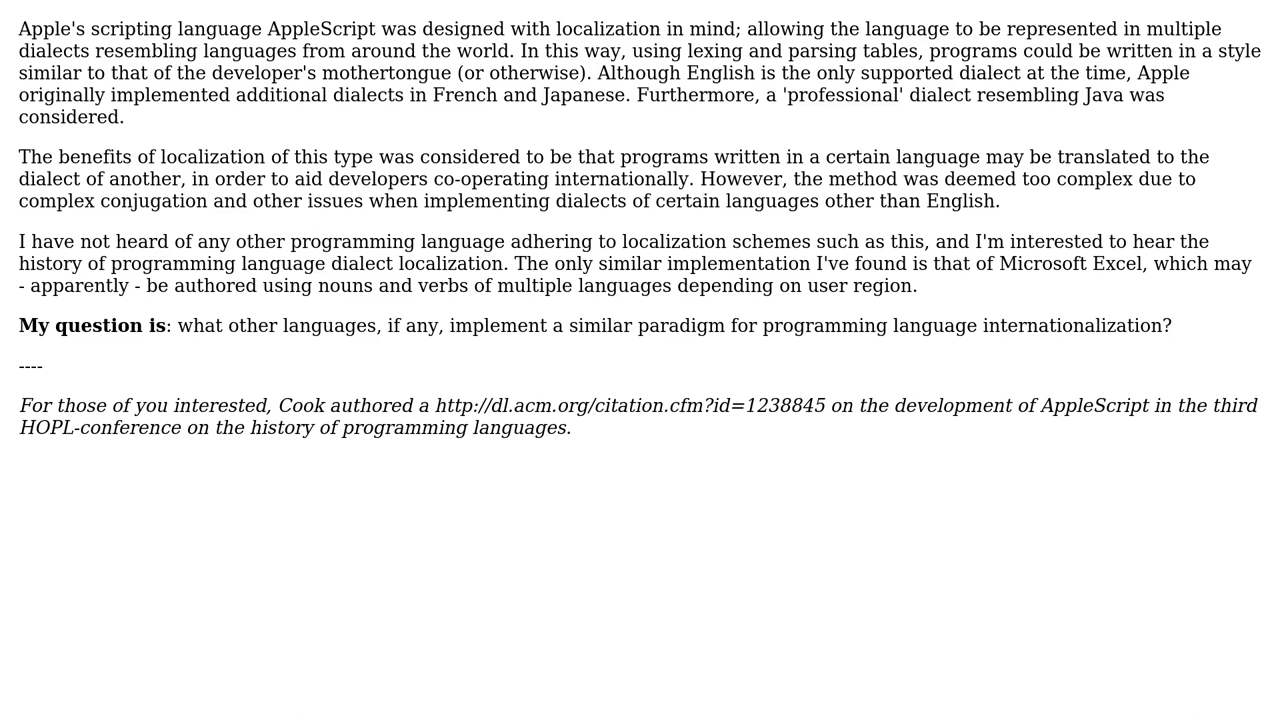 Apple's scripting language AppleScript was designed with localization in mind; allowing the language to be represented in multiple
dialects resembling languages from around the world. In this way, using lexing and parsing tables, programs could be written in a style
similar to that of the developer's mothertongue (or otherwise). Although English is the only supported dialect at the time, Apple
originally implemented additional dialects in French and Japanese. Furthermore, a 'professional' dialect resembling Java was
considered.
The benefits of localization of this type was considered to be that programs written in a certain language may be translated to the
dialect of another, in order to aid developers co-operating internationally. However, the method was deemed too complex due to
complex conjugation and other issues when implementing dialects of certain languages other than English.
I have not heard of any other programming language adhering to localization schemes such as this, and I'm interested to hear the
history of programming language dialect localization. The only similar implementation I've found is that of Microsoft Excel, which may
- apparently - be authored using nouns and verbs of multiple languages depending on user region.
My question is: what other languages, if any, implement a similar paradigm for programming language internationalization?
----
For those of you interested, Cook authored a http://dl.acm.org/citation.cfm?id=1238845 on the development of AppleScript in the third
HOPL-conference on the history of programming languages.